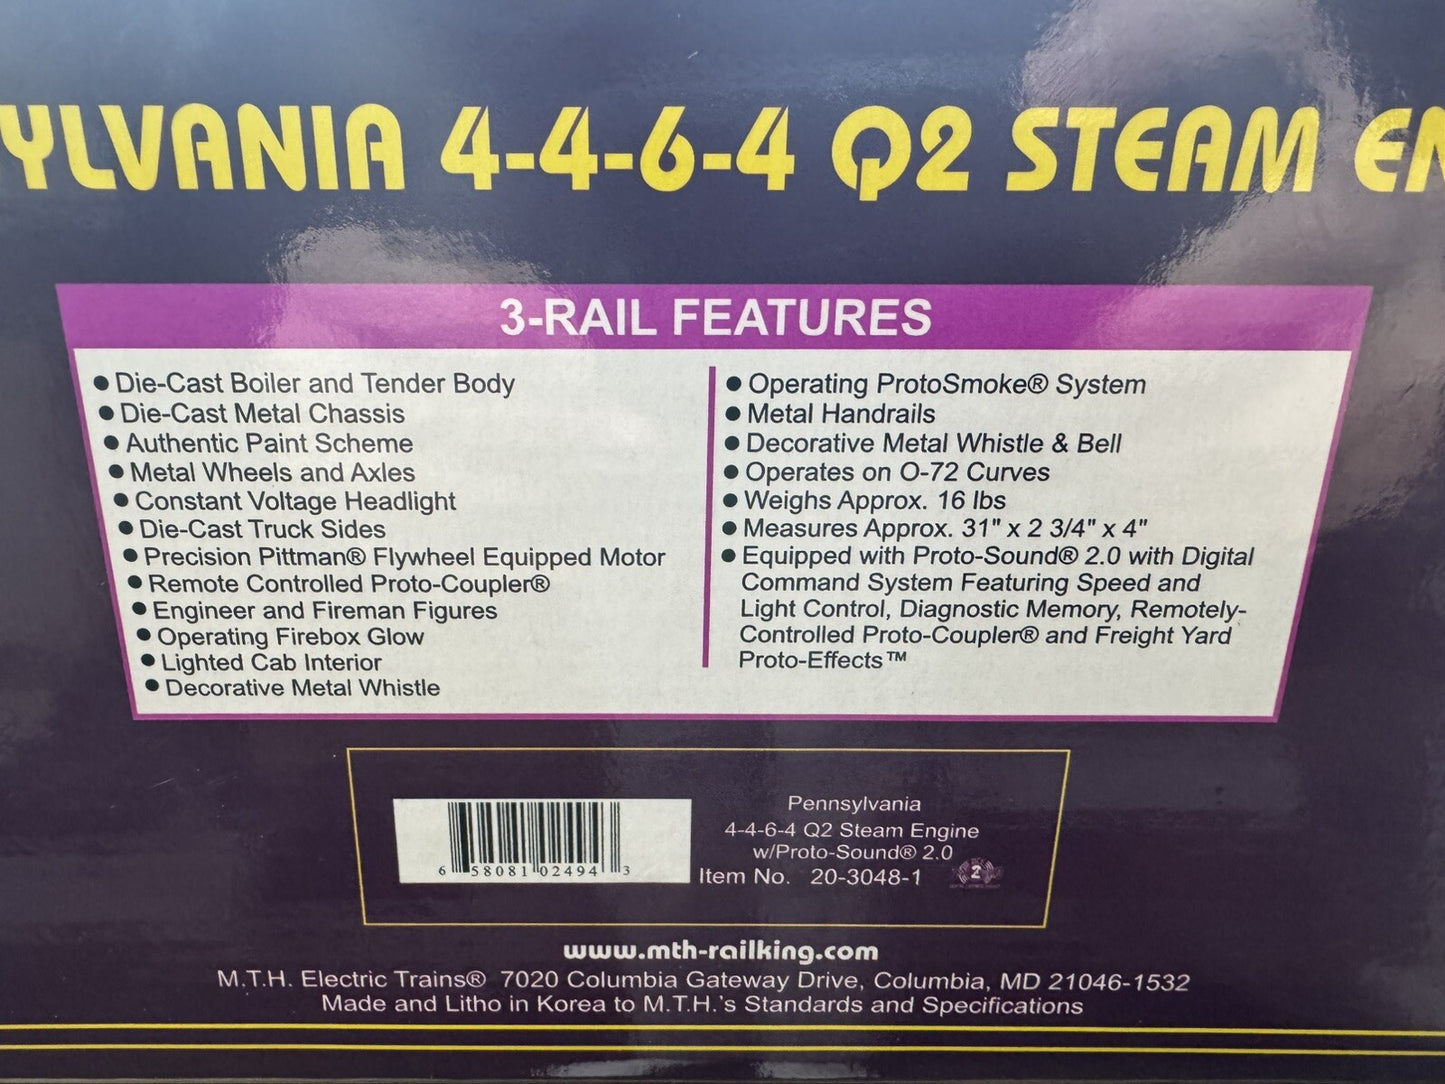 YLVANIA 4-4-6-4 Q2 STEAM EN
3-RAIL FEATURES
• Die-Cast Boiler and Tender Body
• Die-Cast Metal Chassis
• Authentic Paint Scheme
• Metal Wheels and Axles
• Constant Voltage Headlight
• Die-Cast Truck Sides
• Precision Pittman® Flywheel Equipped Motor
• Remote Controlled Proto-Coupler®
• Engineer and Fireman Figures
• Operating Firebox Glow
• Lighted Cab Interior
• Decorative Metal Whistle
• Operating ProtoSmoke® System
• Metal Handrails
• Decorative Metal Whistle & Bell
• Operates on O-72 Curves
• Weighs Approx. 16 lbs
• Measures Approx. 31" x 2 3/4" x 4"
• Equipped with Proto-Sound® 2.0 with Digital
Command System Featuring Speed and
Light Control, Diagnostic Memory, Remotely-
Controlled Proto-Coupler® and Freight Yard
Proto-Effects™
6 58081 02494 3
Pennsylvania
4-4-6-4 Q2 Steam Engine
w/Proto-Sound® 2.0
Item No. 20-3048-1
2
www.mth-railking.com
M.T.H. Electric Trains® 7020 Columbia Gateway Drive, Columbia, MD 21046-1532
Made and Litho in Korea to M.T.H.'s Standards and Specifications